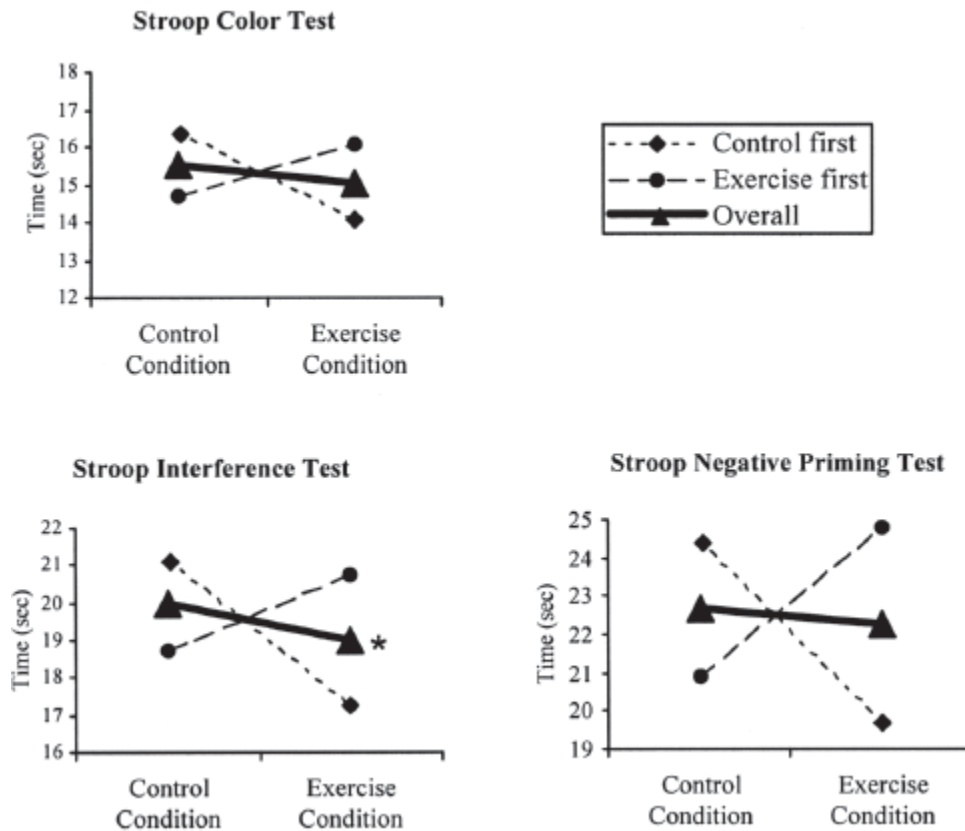 Stroop Color Test
18
17
16
15
14
13
12
Time (sec)
Control
Condition
Exercise
Condition
Control first
Exercise first
Overall
Stroop Interference Test
22
21
20
19
18
17
16
Time (sec)
Control
Condition
Exercise
Condition
*
Stroop Negative Priming Test
25
24
23
22
21
20
19
Time (sec)
Control
Condition
Exercise
Condition